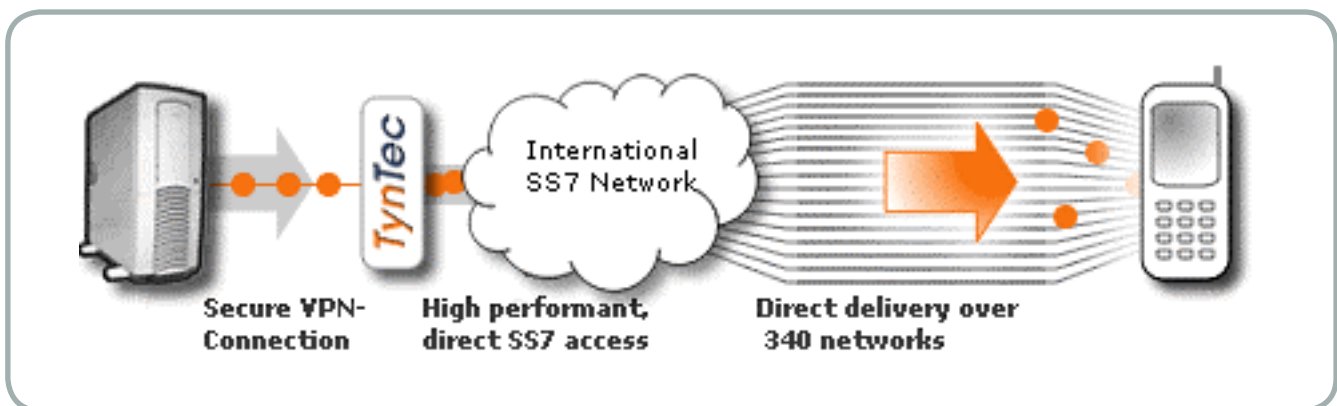 TynTec
International
SS7 Network
Secure VPN-
Connection
High performant,
direct SS7 access
Direct delivery over
340 networks